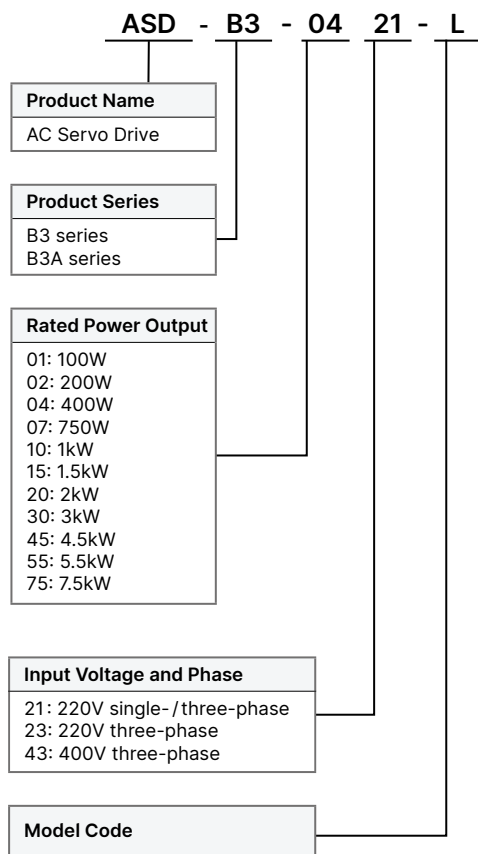 ASD - B3 - 04 21 - L
Product Name
AC Servo Drive
Product Series
B3 series
B3A series
Rated Power Output
01: 100W
02: 200W
04: 400W
07: 750W
10: 1kW
15: 1.5kW
20: 2kW
30: 3kW
45: 4.5kW
55: 5.5kW
75: 7.5kW
Input Voltage and Phase
21: 220V single-/three-phase
23: 220V three-phase
43: 400V three-phase
Model Code